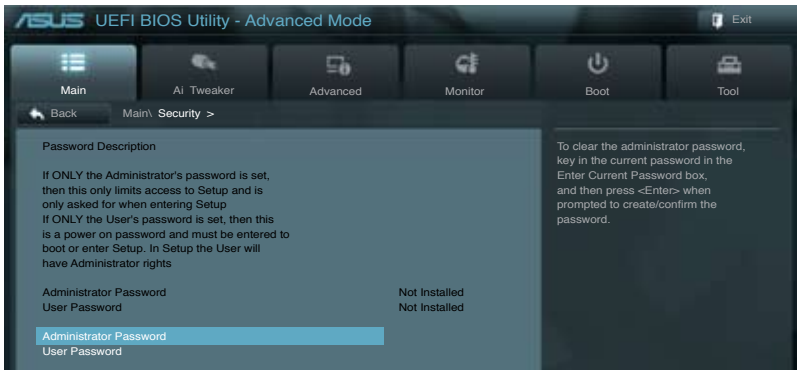 ASUS UEFI BIOS Utility - Advanced Mode
Exit
Main
Ai Tweaker
Advanced
Monitor
Boot
Tool
Back
Main\ Security >
Password Description
If ONLY the Administrator's password is set,
then this only limits access to Setup and is
only asked for when entering Setup
If ONLY the User's password is set, then this
is a power on password and must be entered to
boot or enter Setup. In Setup the User will
have Administrator rights
Administrator Password Not Installed
User Password Not Installed
Administrator Password
User Password
To clear the administrator password,
key in the current password in the
Enter Current Password box,
and then press <Enter> when
prompted to create/confirm the
password.